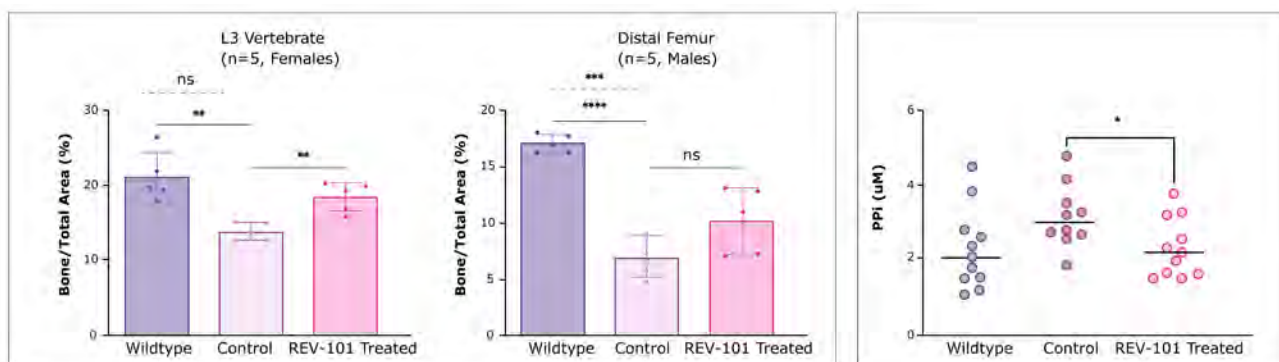 L3 Vertebrate
(n=5, Females)
ns
**
**
Bone/Total Area (%)
30
20
10
0
Wildtype Control REV-101 Treated
Distal Femur
(n=5, Males)
***
****
ns
Bone/Total Area (%)
20
15
10
5
0
Wildtype Control REV-101 Treated
*
PPi (uM)
6
4
2
0
Wildtype Control REV-101 Treated